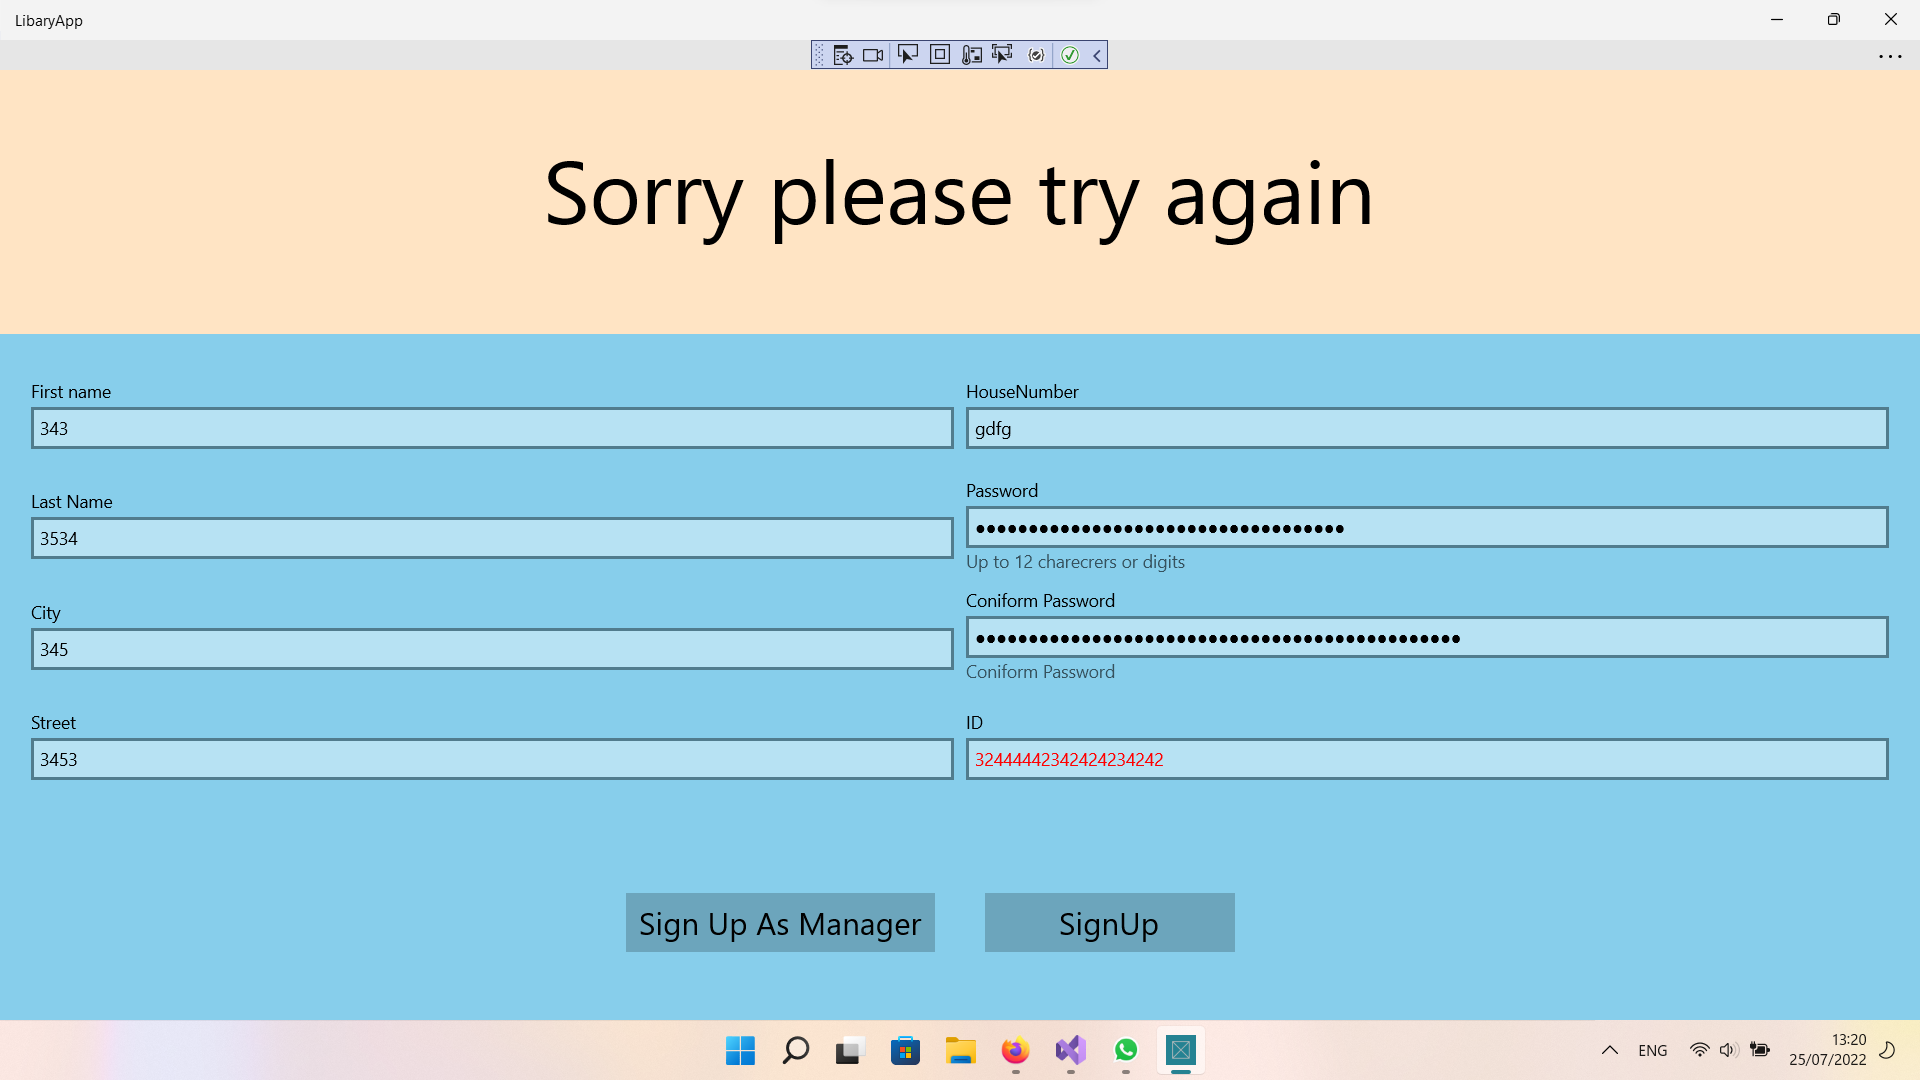 LibaryApp
Sorry please try again
First name
343
Last Name
3534
City
345
Street
3453
HouseNumber
gdfg
Password
●●●●●●●●●●●●●●●●●●●●●●●●●●●●●●●●●●●
Up to 12 charecrers or digits
Coniform Password
●●●●●●●●●●●●●●●●●●●●●●●●●●●●●●●●●●●●●●●●●●●●●●
Coniform Password
ID
32444442342424234242
Sign Up As Manager
SignUp
ENG
13:20
25/07/2022